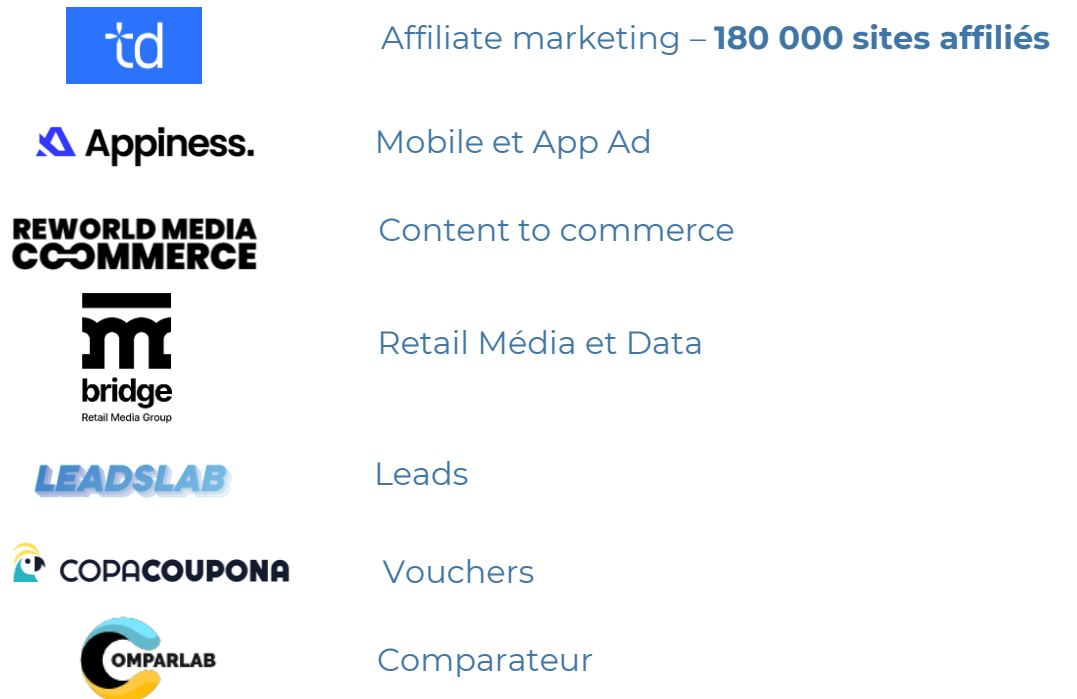 td Affiliate marketing – 180 000 sites affiliés
Appiness. Mobile et App Ad
REWORLD MEDIA
COMMERCE
Content to commerce
m
bridge
Retail Media Group
Retail Média et Data
LEADSLAB Leads
COPACOUPONA Vouchers
COMPARLAB Comparateur